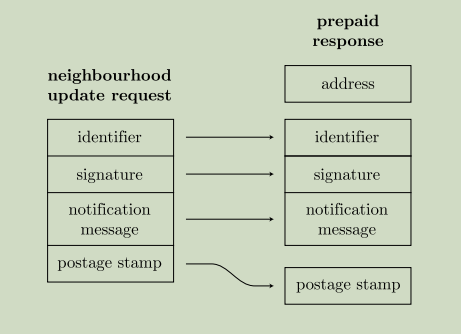 neighbourhood
update request
identifier
signature
notification
message
postage stamp
prepaid
response
address
identifier
signature
notification
message
postage stamp